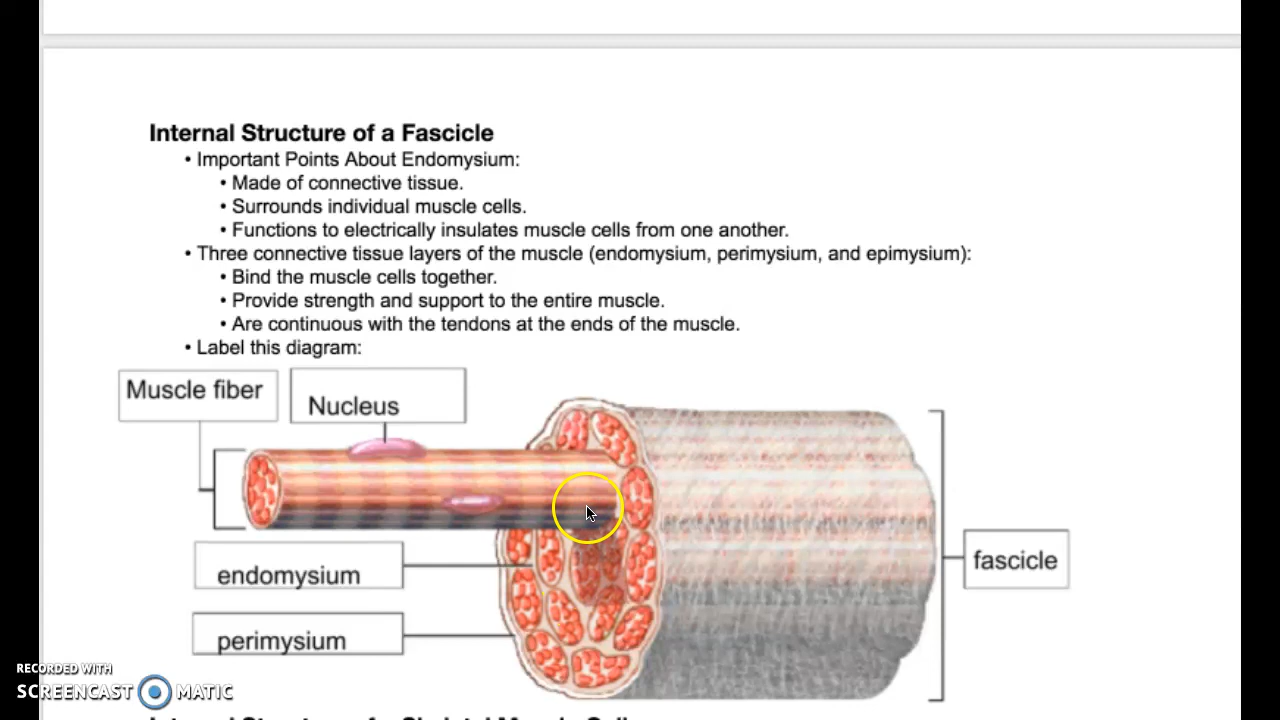 Internal Structure of a Fascicle
• Important Points About Endomysium:
• Made of connective tissue.
• Surrounds individual muscle cells.
• Functions to electrically insulates muscle cells from one another.
• Three connective tissue layers of the muscle (endomysium, perimysium, and epimysium):
• Bind the muscle cells together.
• Provide strength and support to the entire muscle.
• Are continuous with the tendons at the ends of the muscle.
• Label this diagram:
Muscle fiber
Nucleus
endomysium
fascicle
perimysium
RECORDED WITH
SCREENCAST MATIC